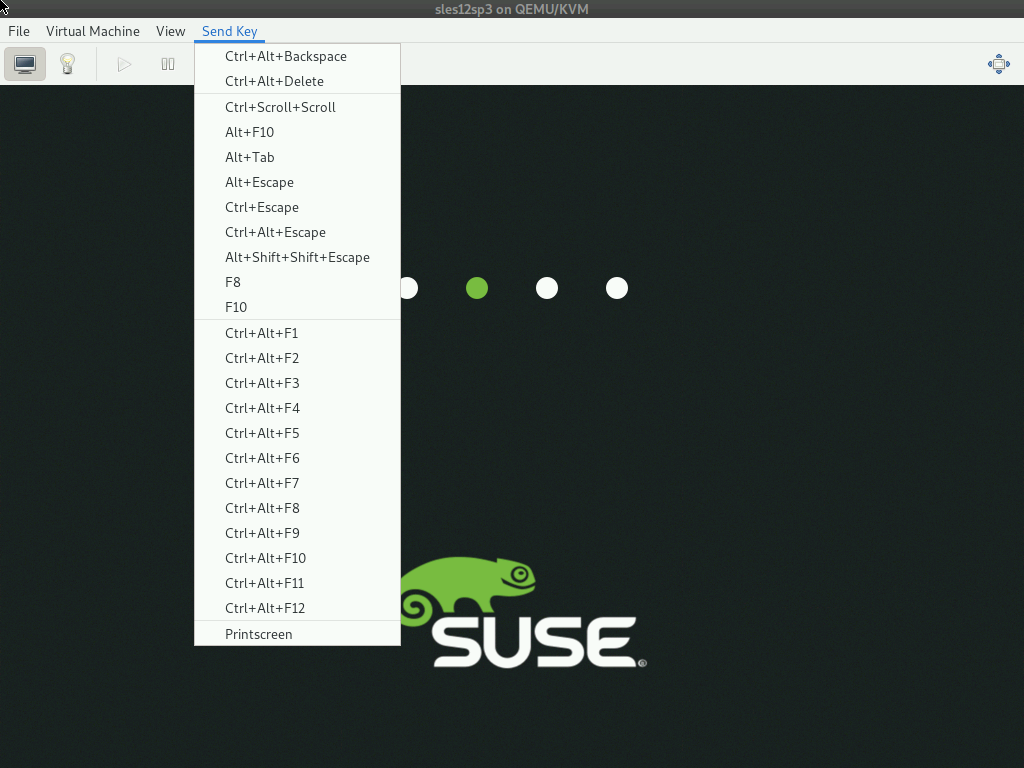 sles12sp3 on QEMU/KVM
File Virtual Machine View Send Key
Ctrl+Alt+Backspace
Ctrl+Alt+Delete
Ctrl+Scroll+Scroll
Alt+F10
Alt+Tab
Alt+Escape
Ctrl+Escape
Ctrl+Alt+Escape
Alt+Shift+Shift+Escape
F8
F10
Ctrl+Alt+F1
Ctrl+Alt+F2
Ctrl+Alt+F3
Ctrl+Alt+F4
Ctrl+Alt+F5
Ctrl+Alt+F6
Ctrl+Alt+F7
Ctrl+Alt+F8
Ctrl+Alt+F9
Ctrl+Alt+F10
Ctrl+Alt+F11
Ctrl+Alt+F12
Printscreen
SUSE®